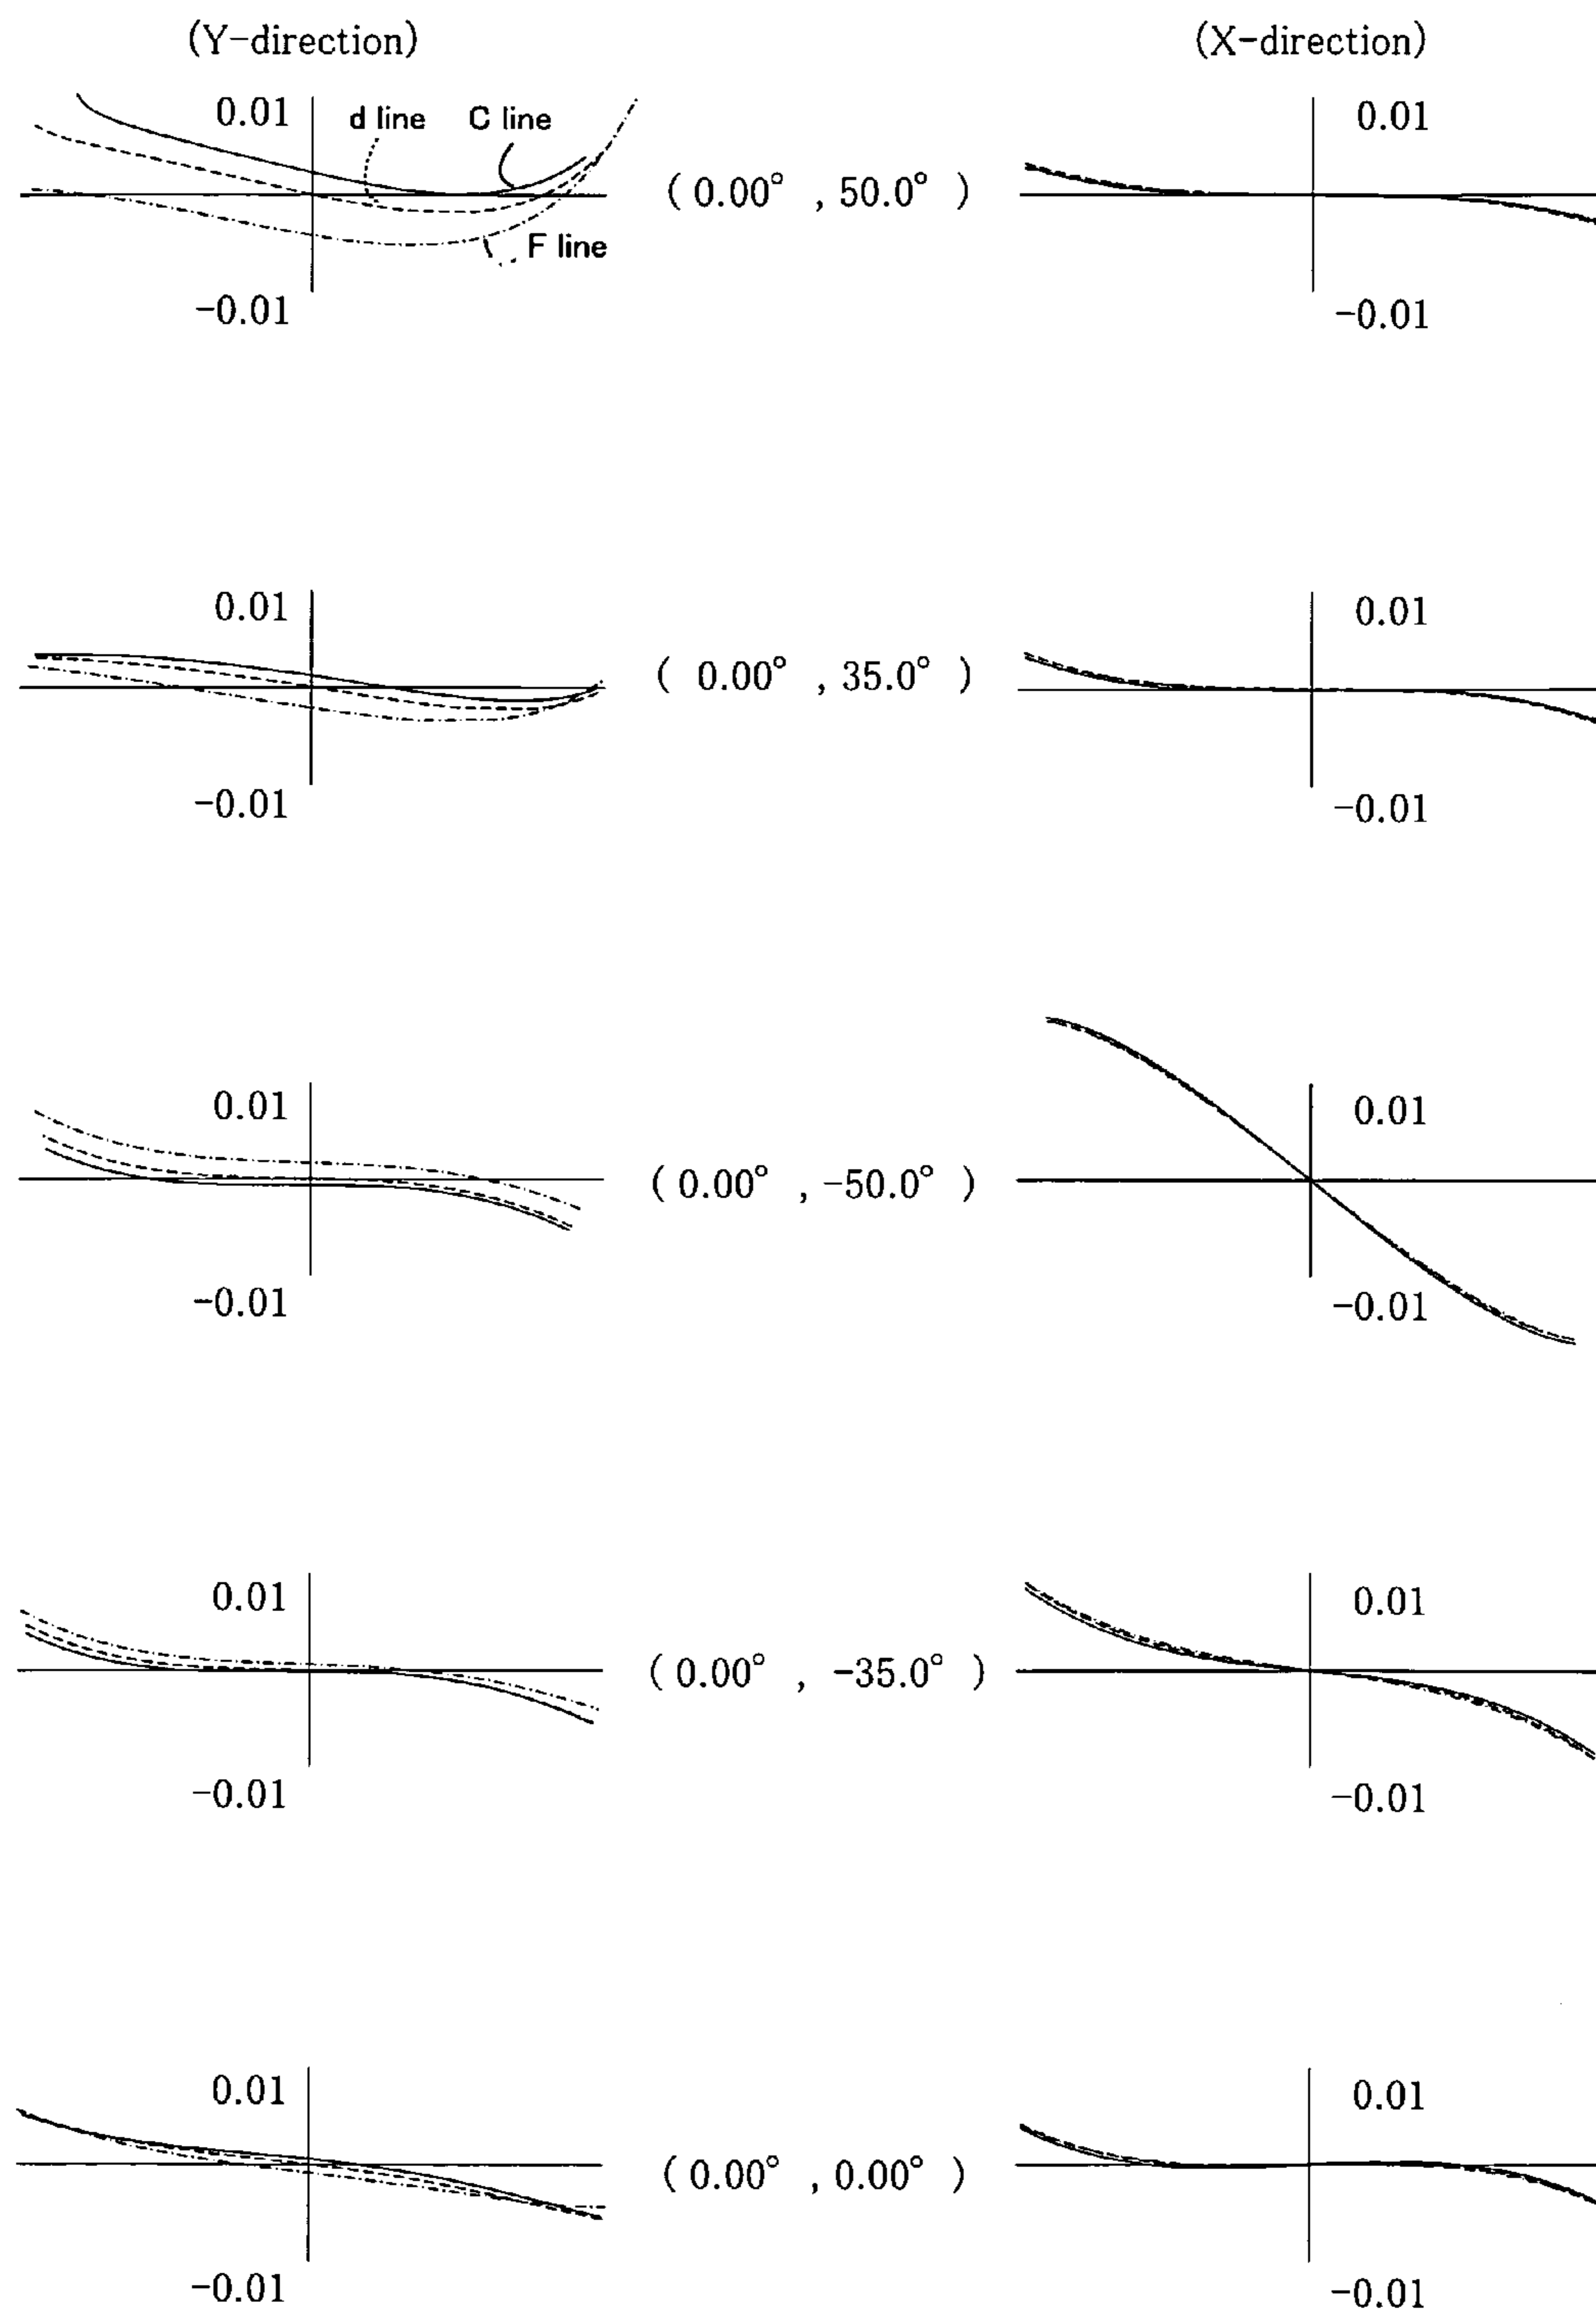 (Y-direction) (X-direction)
0.01 d line C line 0.01
( 0.00° , 50.0° )
F line
-0.01 -0.01
0.01 0.01
( 0.00° , 35.0° )
-0.01 -0.01
0.01 0.01
( 0.00° , -50.0° )
-0.01 -0.01
0.01 0.01
( 0.00° , -35.0° )
-0.01 -0.01
0.01 0.01
( 0.00° , 0.00° )
-0.01 -0.01